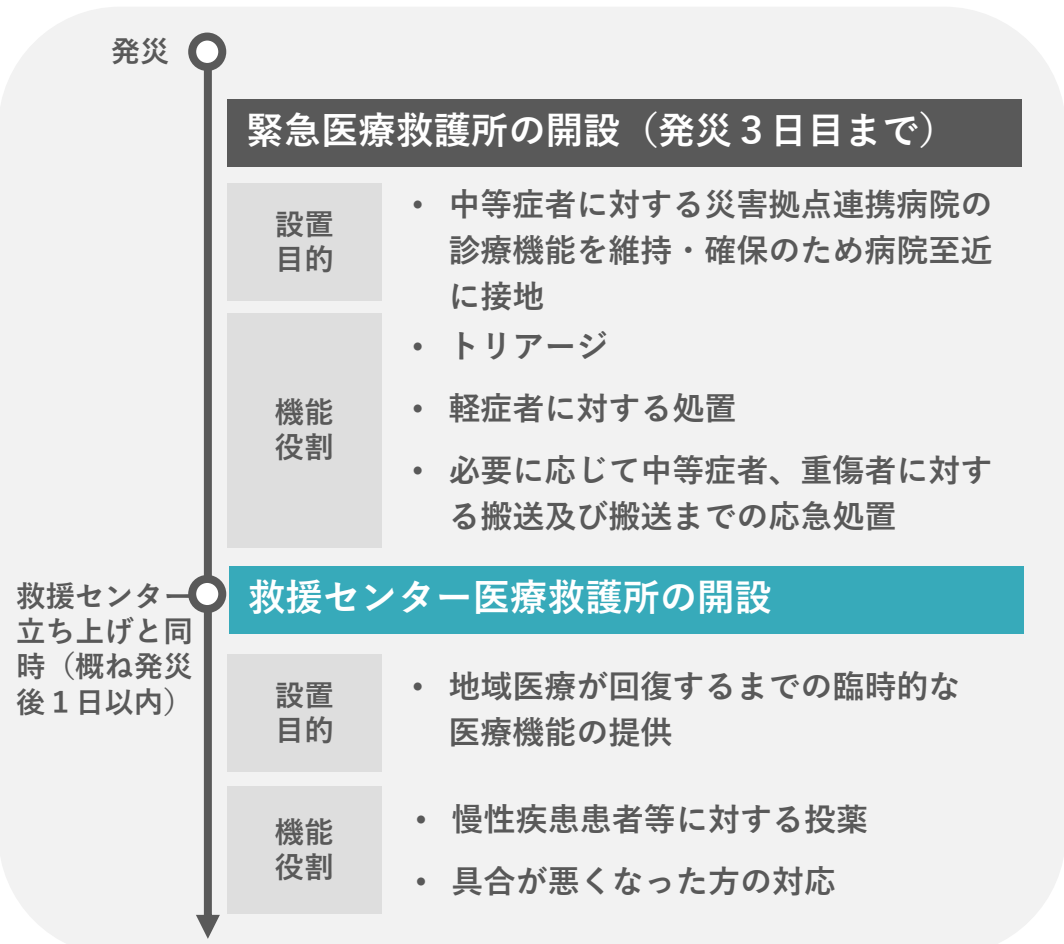 発災
緊急医療救護所の開設（発災３日目まで）
設置
目的
• 中等症者に対する災害拠点連携病院の
診療機能を維持・確保のため病院至近
に接地
機能
役割
• トリアージ
• 軽症者に対する処置
• 必要に応じて中等症者、重傷者に対す
る搬送及び搬送までの応急処置
救援センター
立ち上げと同
時（概ね発災
後１日以内）
救援センター医療救護所の開設
設置
目的
• 地域医療が回復するまでの臨時的な
医療機能の提供
機能
役割
• 慢性疾患患者等に対する投薬
• 具合が悪くなった方の対応